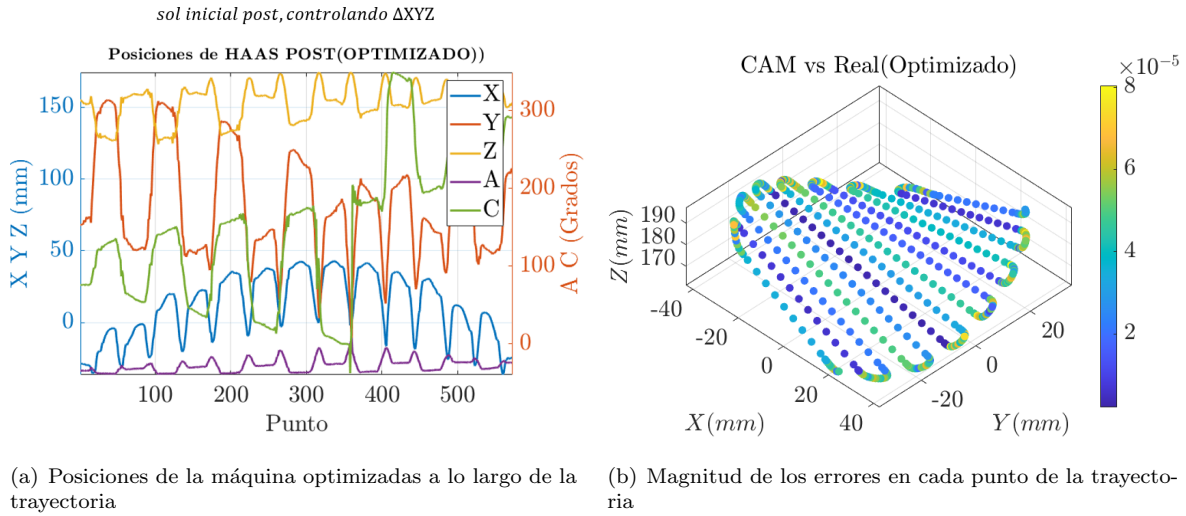 sol inicial post, controlando ΔXYZ
Posiciones de HAAS POST(OPTIMIZADO))
X Y Z (mm)
150
100
50
0
X
Y
Z
A
C
300
200
100
0
A C (Grados)
100 200 300 400 500
Punto
CAM vs Real(Optimizado)
×10⁻⁵
8
6
4
2
Z(mm)
190
180
170
-40
-20
0
20
40
X(mm)
20
0
-20
Y(mm)
(a) Posiciones de la máquina optimizadas a lo largo de la
trayectoria
(b) Magnitud de los errores en cada punto de la trayecto-
ria